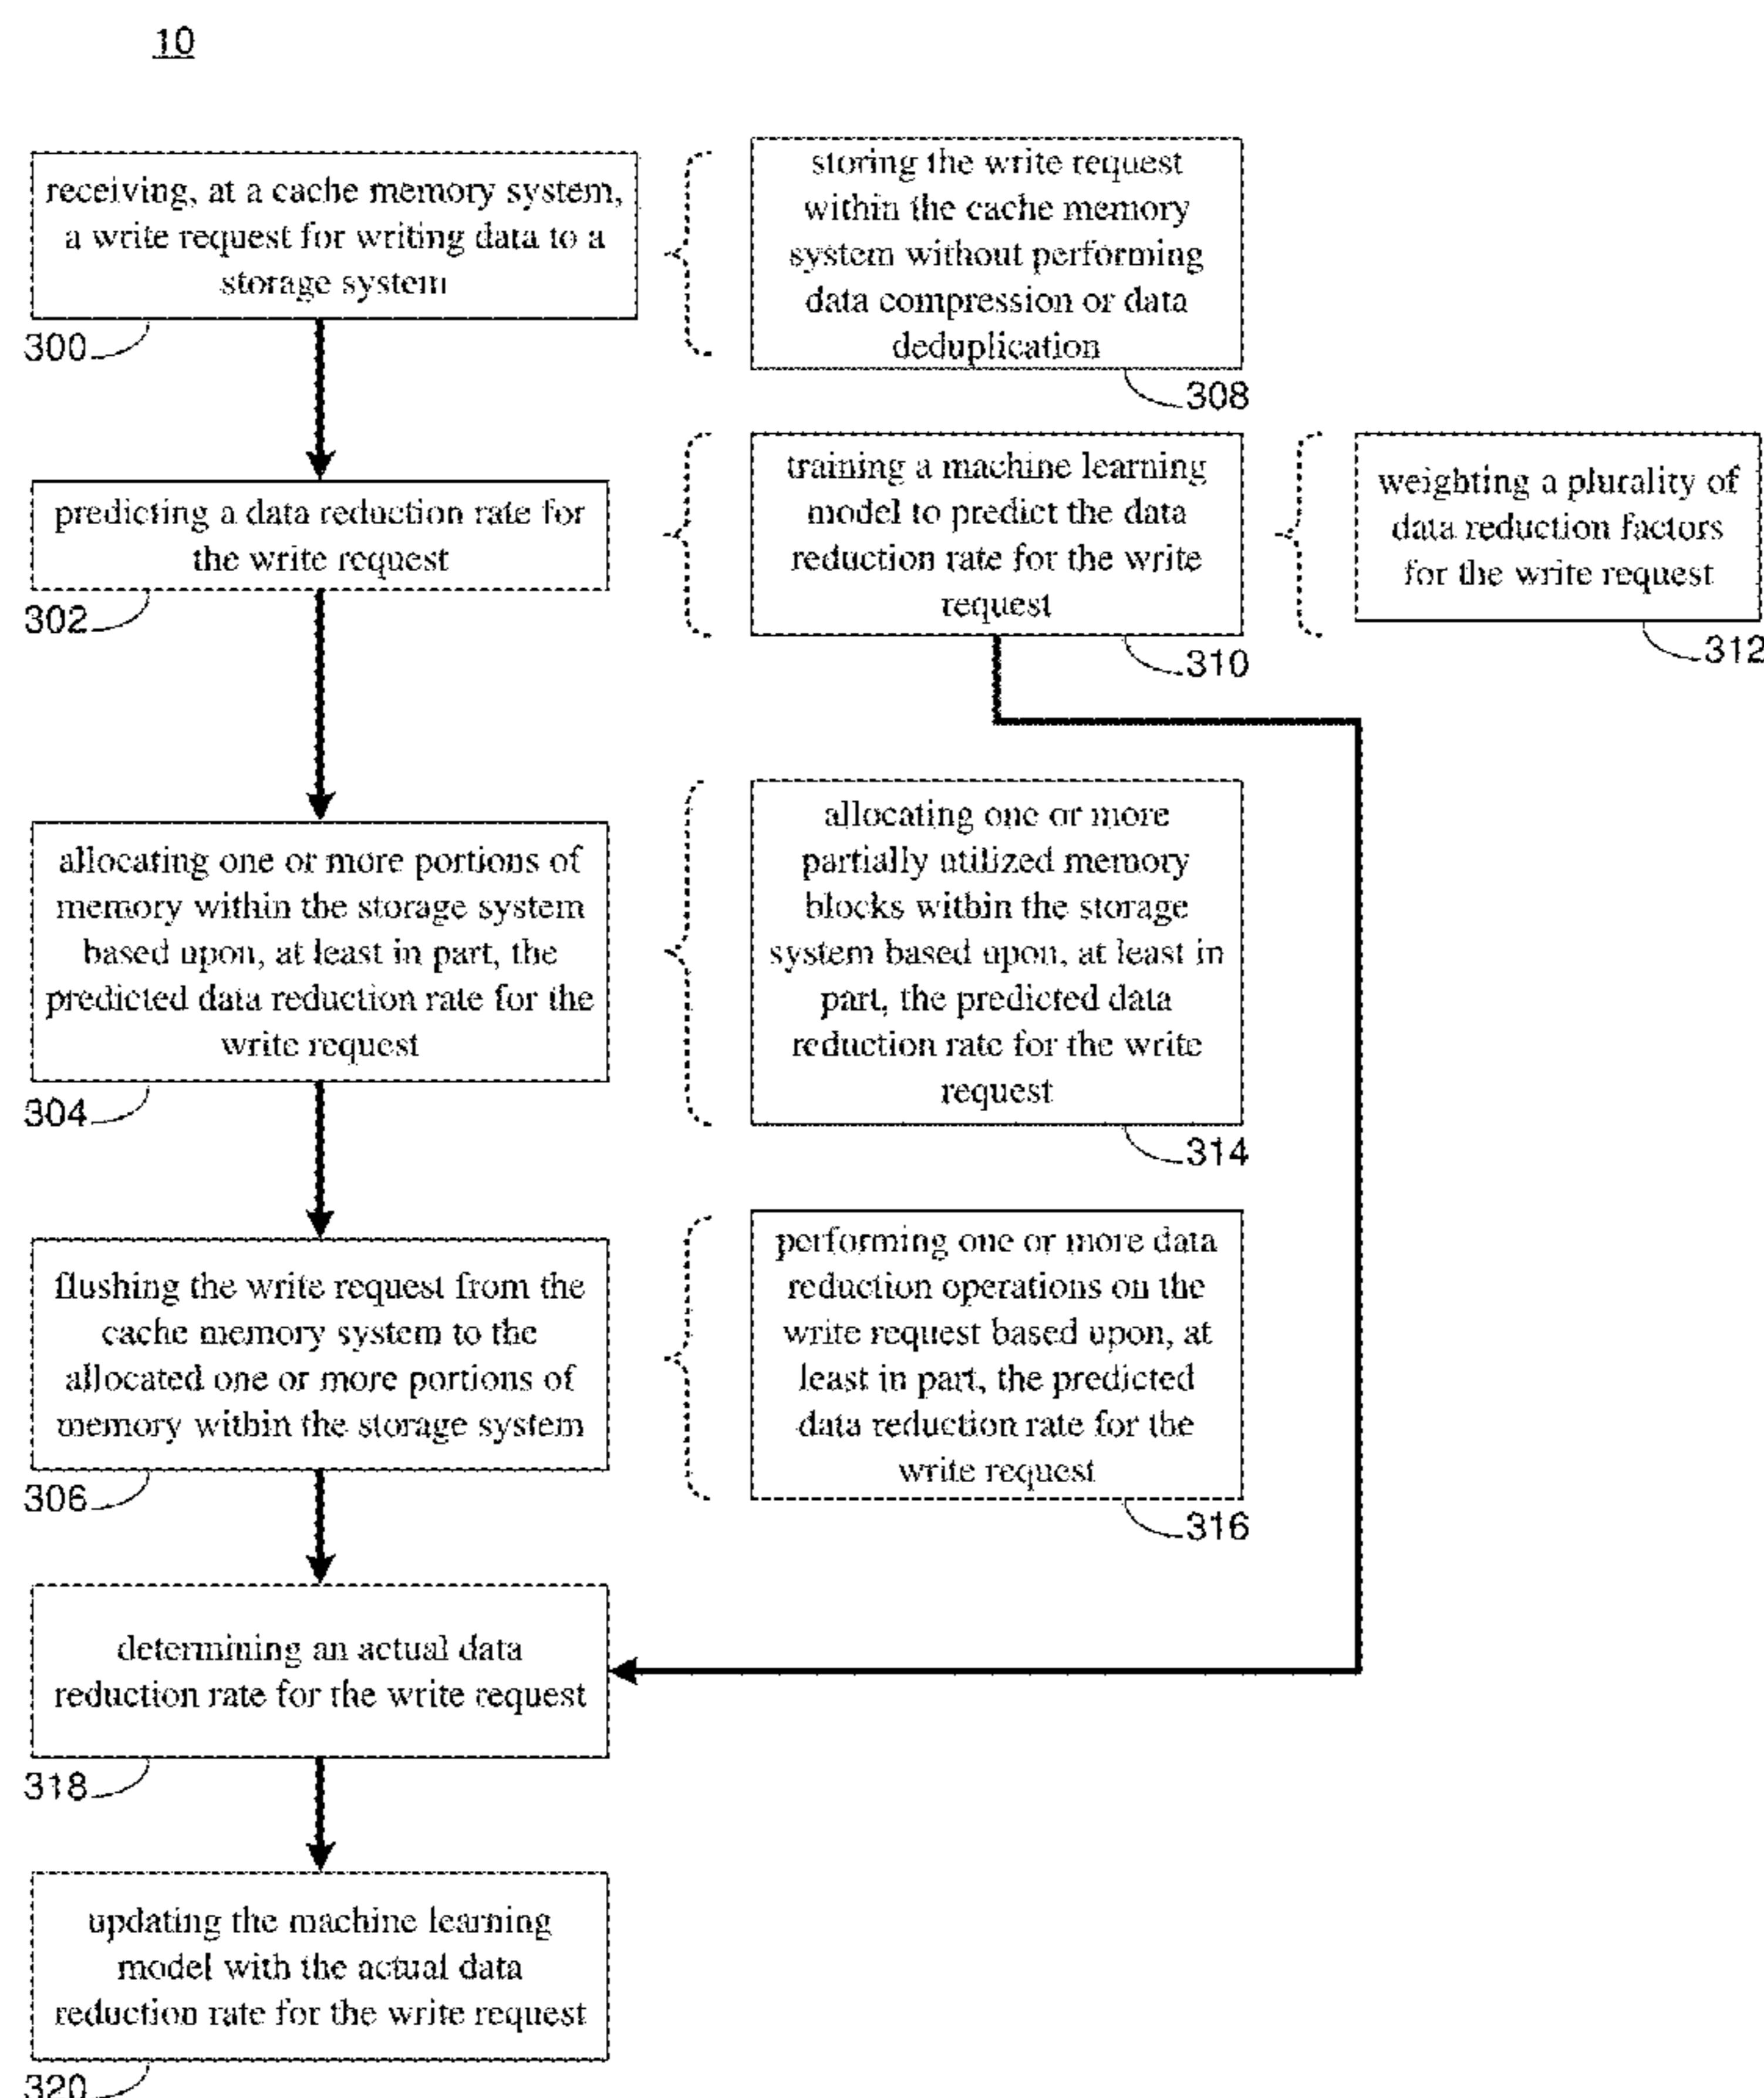 10
receiving, at a cache memory system,
a write request for writing data to a
storage system
300
storing the write request
within the cache memory
system without performing
data compression or data
deduplication
308
predicting a data reduction rate for
the write request
302
training a machine learning
model to predict the data
reduction rate for the write
request
310
weighting a plurality of
data reduction factors
for the write request
312
allocating one or more portions of
memory within the storage system
based upon, at least in part, the
predicted data reduction rate for the
write request
304
allocating one or more
partially utilized memory
blocks within the storage
system based upon, at least in
part, the predicted data
reduction rate for the write
request
314
flushing the write request from the
cache memory system to the
allocated one or more portions of
memory within the storage system
306
performing one or more data
reduction operations on the
write request based upon, at
least in part, the predicted
data reduction rate for the
write request
316
determining an actual data
reduction rate for the write request
318
updating the machine learning
model with the actual data
reduction rate for the write request
320